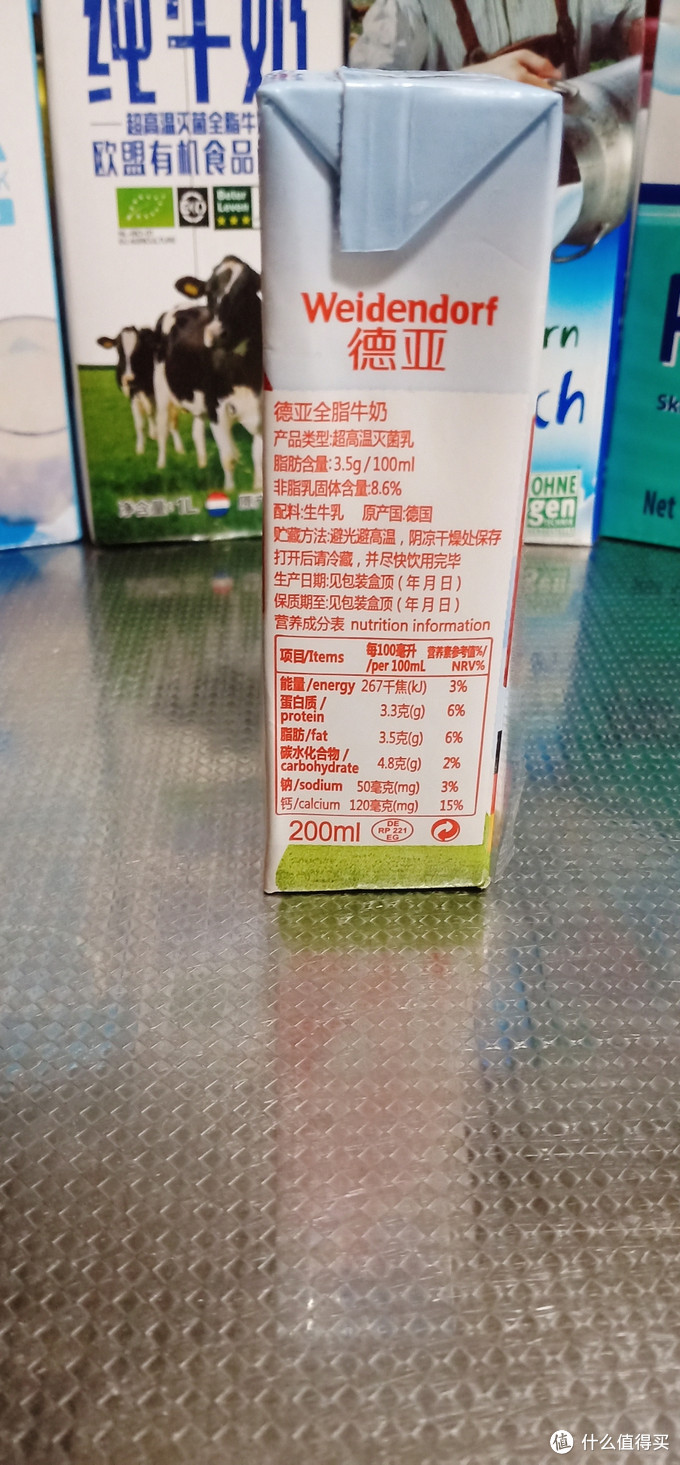 纯牛奶
超高温灭菌全脂牛
欧盟有机食品
Beter
Leven
EU AGRICULTURE
净含量: 1L
Weidendorf
德亚
德亚全脂牛奶
产品类型:超高温灭菌乳
脂肪含量:3.5g/100ml
非脂乳固体含量:8.6%
配料:生牛乳 原产国:德国
贮藏方法:避光避高温，阴凉干燥处保存
打开后请冷藏，并尽快饮用完毕
生产日期:见包装盒顶(年月日)
保质期至:见包装盒顶(年月日)
营养成分表 nutrition information
项目/Items 每100毫升/per 100mL 营养素参考值%/NRV%
能量/energy 267千焦(kJ) 3%
蛋白质/protein 3.3克(g) 6%
脂肪/fat 3.5克(g) 6%
碳水化合物/carbohydrate 4.8克(g) 2%
钠/sodium 50毫克(mg) 3%
钙/calcium 120毫克(mg) 15%
200ml
DE
RP 221
EG
rn
ch
OHNE
gen
sk
Net
值 什么值得买